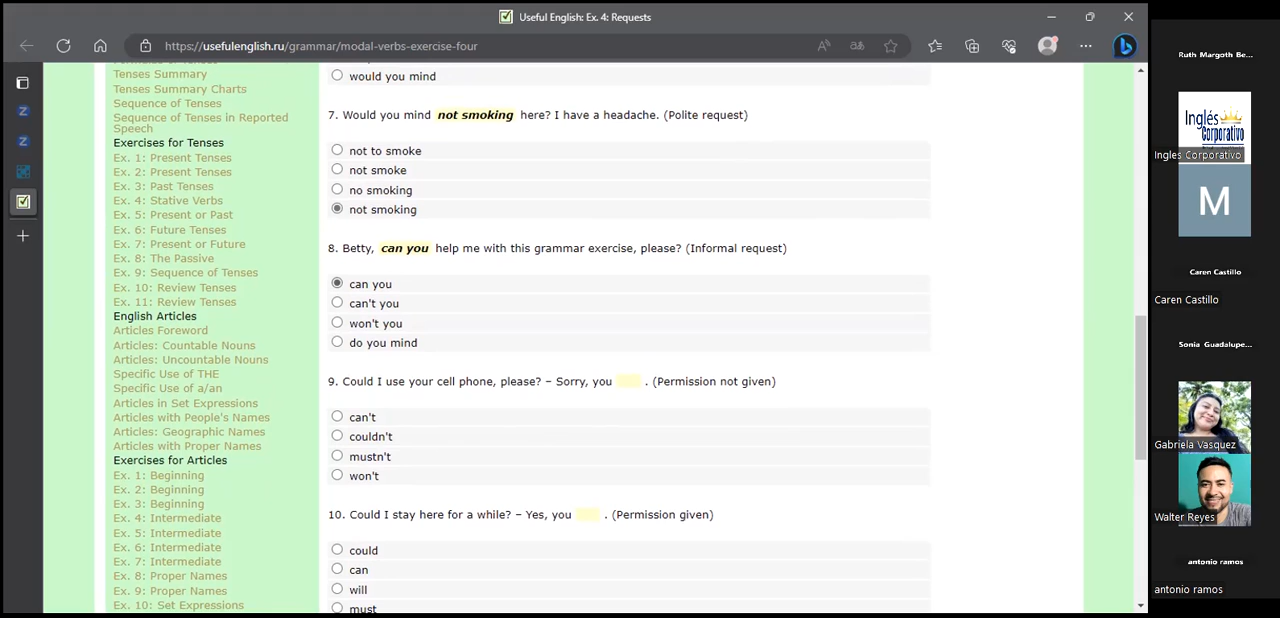 Useful English: Ex. 4: Requests
https://usefulenglish.ru/grammar/modal-verbs-exercise-four
Tenses Summary
Tenses Summary Charts
Sequence of Tenses
Sequence of Tenses in Reported
Speech
Exercises for Tenses
Ex. 1: Present Tenses
Ex. 2: Present Tenses
Ex. 3: Past Tenses
Ex. 4: Stative Verbs
Ex. 5: Present or Past
Ex. 6: Future Tenses
Ex. 7: Present or Future
Ex. 8: The Passive
Ex. 9: Sequence of Tenses
Ex. 10: Review Tenses
Ex. 11: Review Tenses
English Articles
Articles Foreword
Articles: Countable Nouns
Articles: Uncountable Nouns
Specific Use of THE
Specific Use of a/an
Articles in Set Expressions
Articles with People's Names
Articles: Geographic Names
Articles with Proper Names
Exercises for Articles
Ex. 1: Beginning
Ex. 2: Beginning
Ex. 3: Beginning
Ex. 4: Intermediate
Ex. 5: Intermediate
Ex. 6: Intermediate
Ex. 7: Intermediate
Ex. 8: Proper Names
Ex. 9: Proper Names
Ex. 10: Set Expressions
would you mind
7. Would you mind not smoking here? I have a headache. (Polite request)
not to smoke
not smoke
no smoking
not smoking
8. Betty, can you help me with this grammar exercise, please? (Informal request)
can you
can't you
won't you
do you mind
9. Could I use your cell phone, please? – Sorry, you . (Permission not given)
can't
couldn't
mustn't
won't
10. Could I stay here for a while? – Yes, you . (Permission given)
could
can
will
must
Ruth Margoth Be...
Inglés
Corporativo
Ingles Corporativo
M
Caren Castillo
Caren Castillo
Sonia Guadalupe...
Gabriela Vasquez
Walter Reyes
antonio ramos
antonio ramos